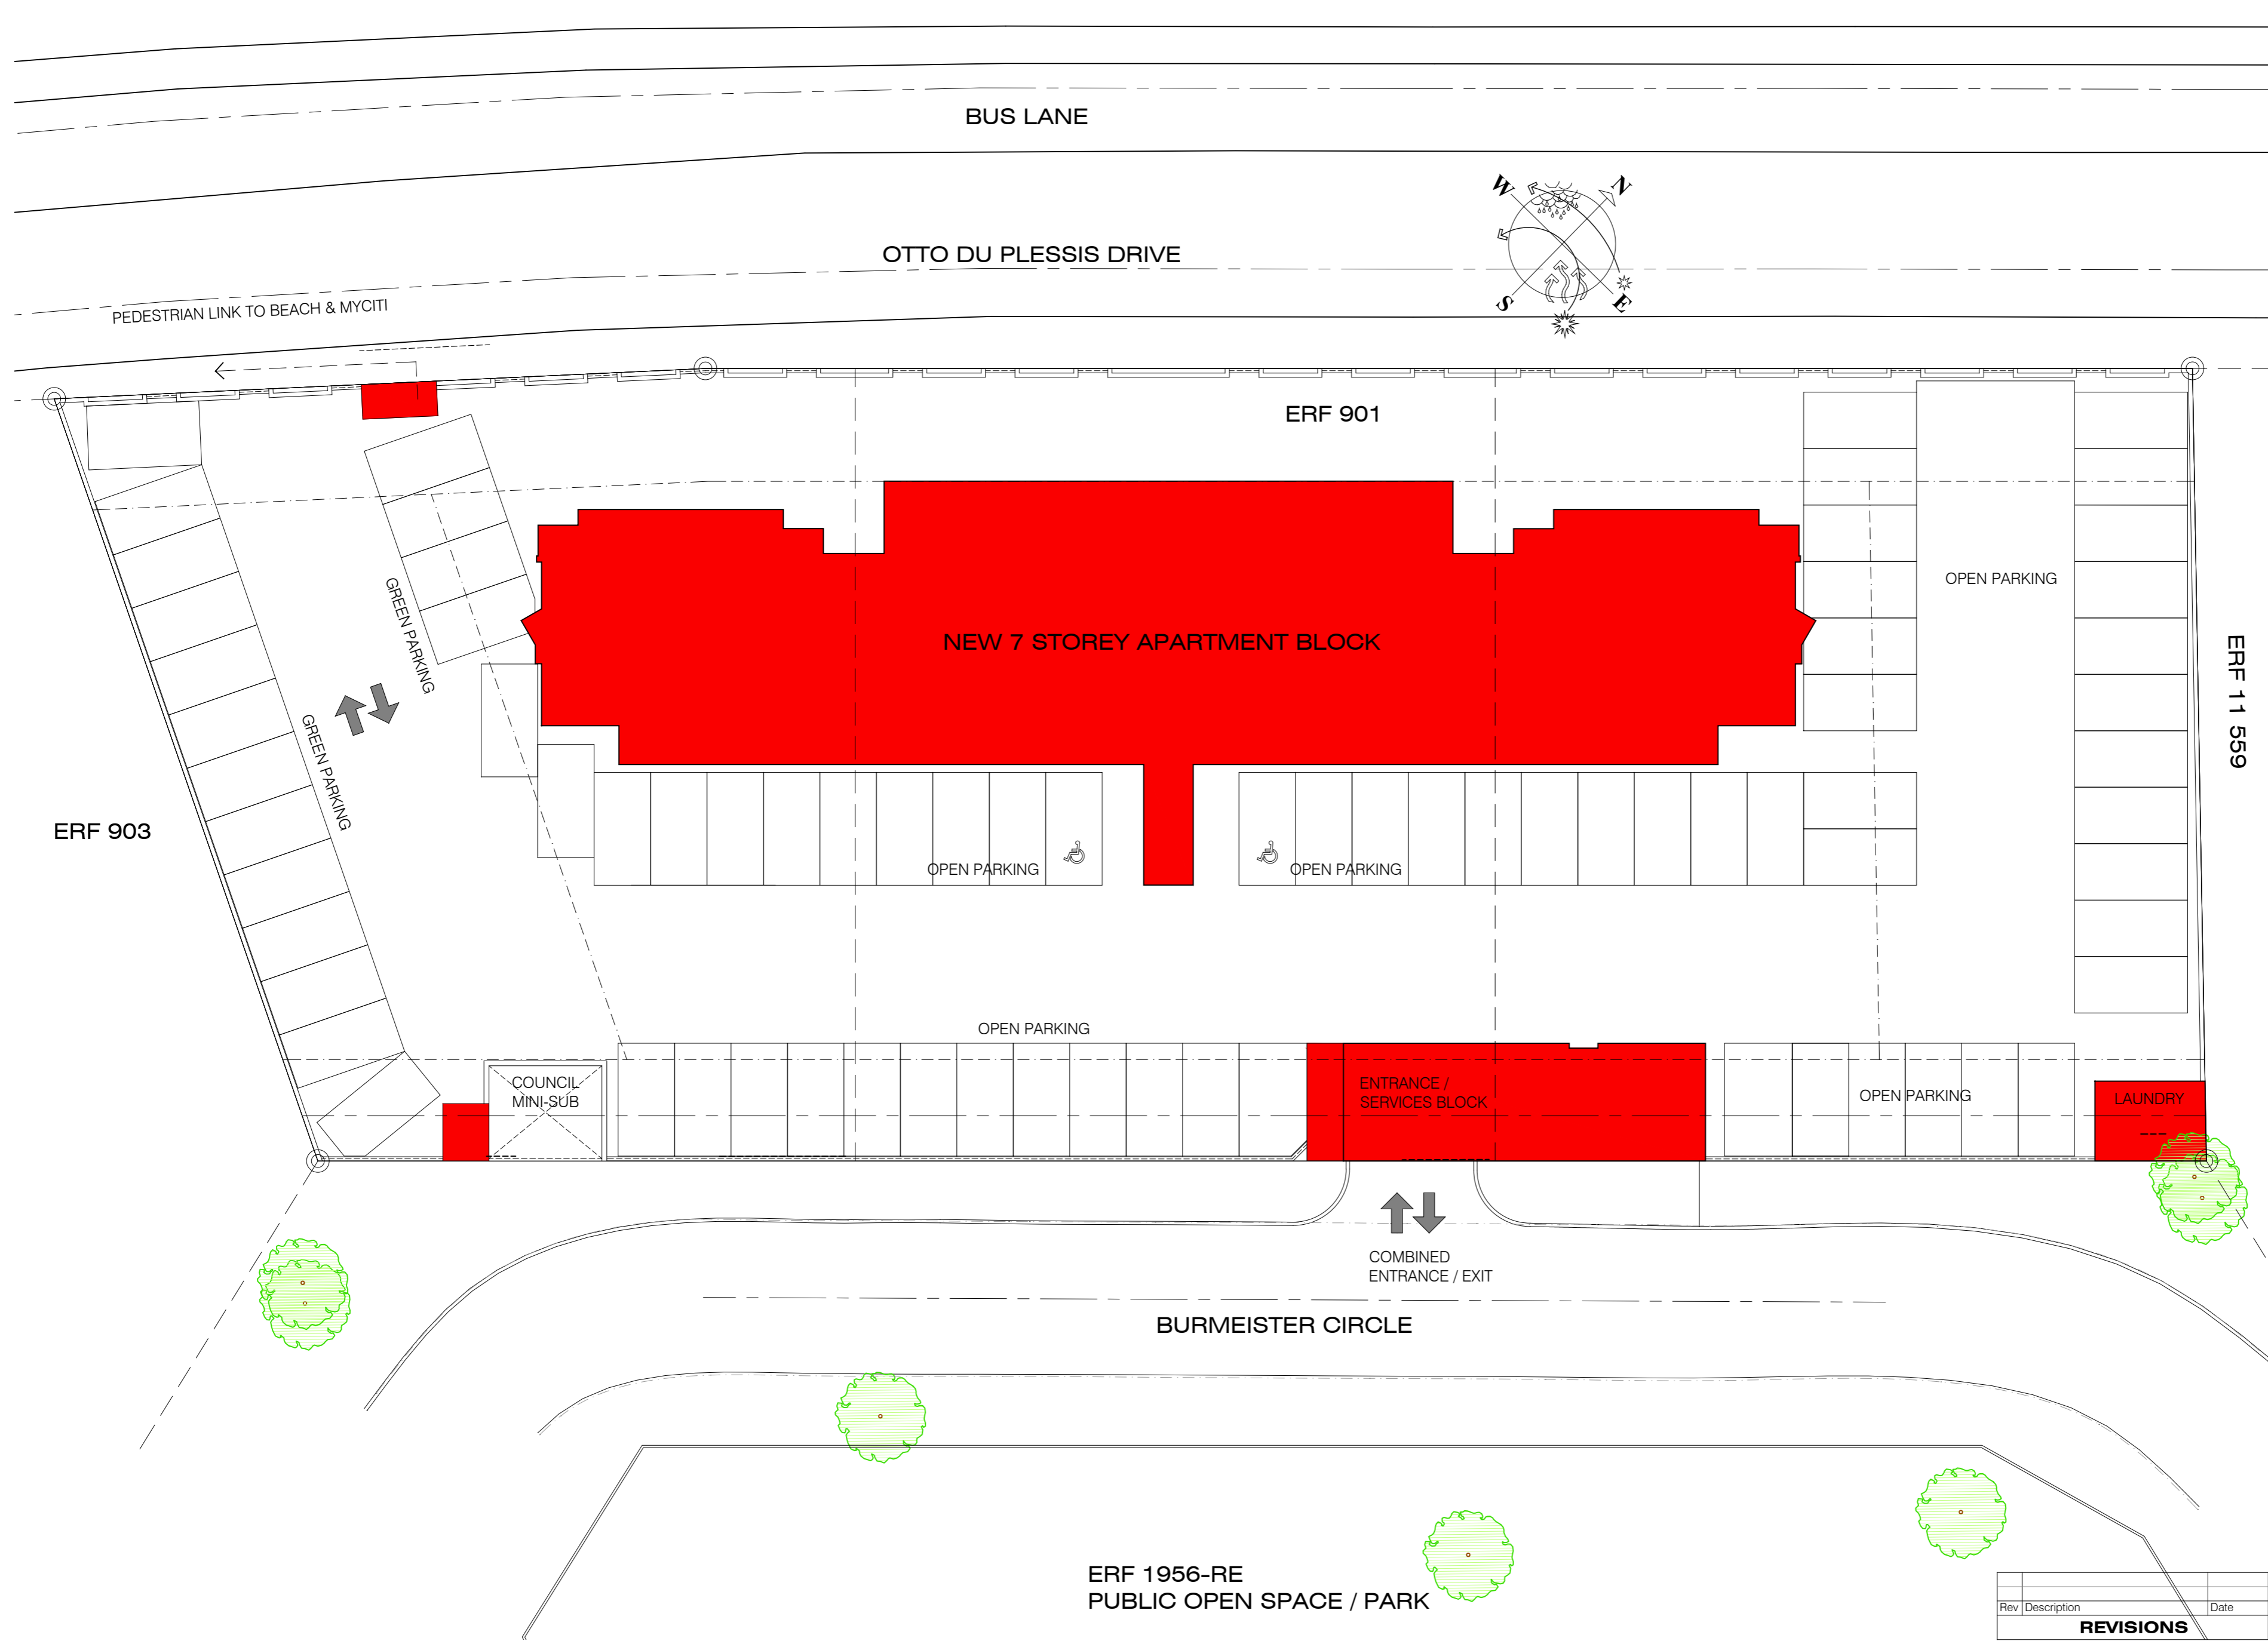 BUS LANE
W
N
OTTO DU PLESSIS DRIVE
S
E
PEDESTRIAN LINK TO BEACH & MYCITI
ERF 901
OPEN PARKING
GREEN PARKING
NEW 7 STOREY APARTMENT BLOCK
ERF 11 559
GREEN PARKING
ERF 903
OPEN PARKING
OPEN PARKING
OPEN PARKING
COUNCIL
MINI-SUB
ENTRANCE /
SERVICES BLOCK
OPEN PARKING
LAUNDRY
COMBINED
ENTRANCE / EXIT
BURMEISTER CIRCLE
ERF 1956-RE
PUBLIC OPEN SPACE / PARK
Rev Description Date
REVISIONS